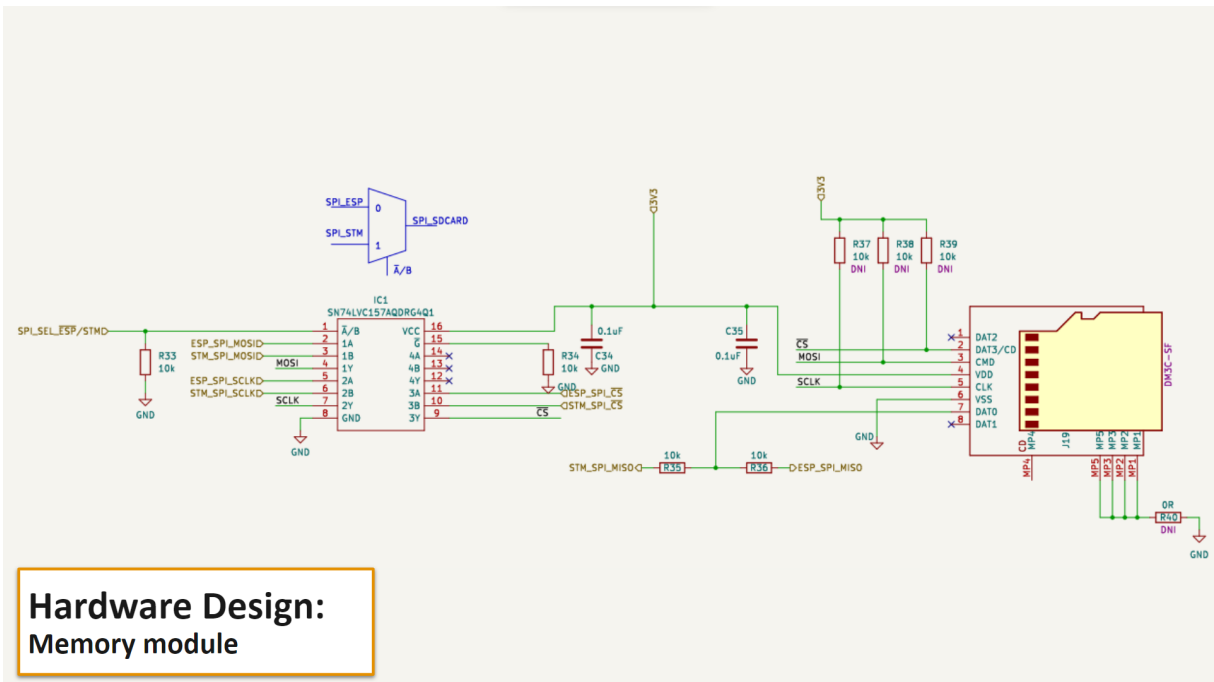 3V3
3V3
SPI_ESP
0
SPI_SDCARD
SPI_STM
1
A/B
R37
10k
DNI
R38
10k
DNI
R39
10k
DNI
IC1
SN74LVC157AQDRG4Q1
SPI_SEL_ESP/STM
1 A/B VCC 16
ESP_SPI_MOSI 2 1A G 15
STM_SPI_MOSI 3 1B 4A 14
MOSI 4 1Y 4B 13
ESP_SPI_SCLK 5 2A 4Y 12
STM_SPI_SCLK 6 2B 3A 11 ESP_SPI_CS
SCLK 7 2Y 3B 10 STM_SPI_CS
8 GND 3Y 9 CS
R33
10k
GND
GND
R34
10k
GND
0.1uF
C34
GND
C35
0.1uF
GND
1 DAT2
CS 2 DAT3/CD
MOSI 3 CMD
4 VDD
SCLK 5 CLK
6 VSS
7 DAT0
8 DAT1
GND
DM3C-SF
J19
CD
MP4
MP5
MP3
MP2
MP1
MP4
MP5
MP3
MP2
MP1
10k
10k
STM_SPI_MISO R35 R36 ESP_SPI_MISO
0R
R40
DNI
GND
Hardware Design:
Memory module